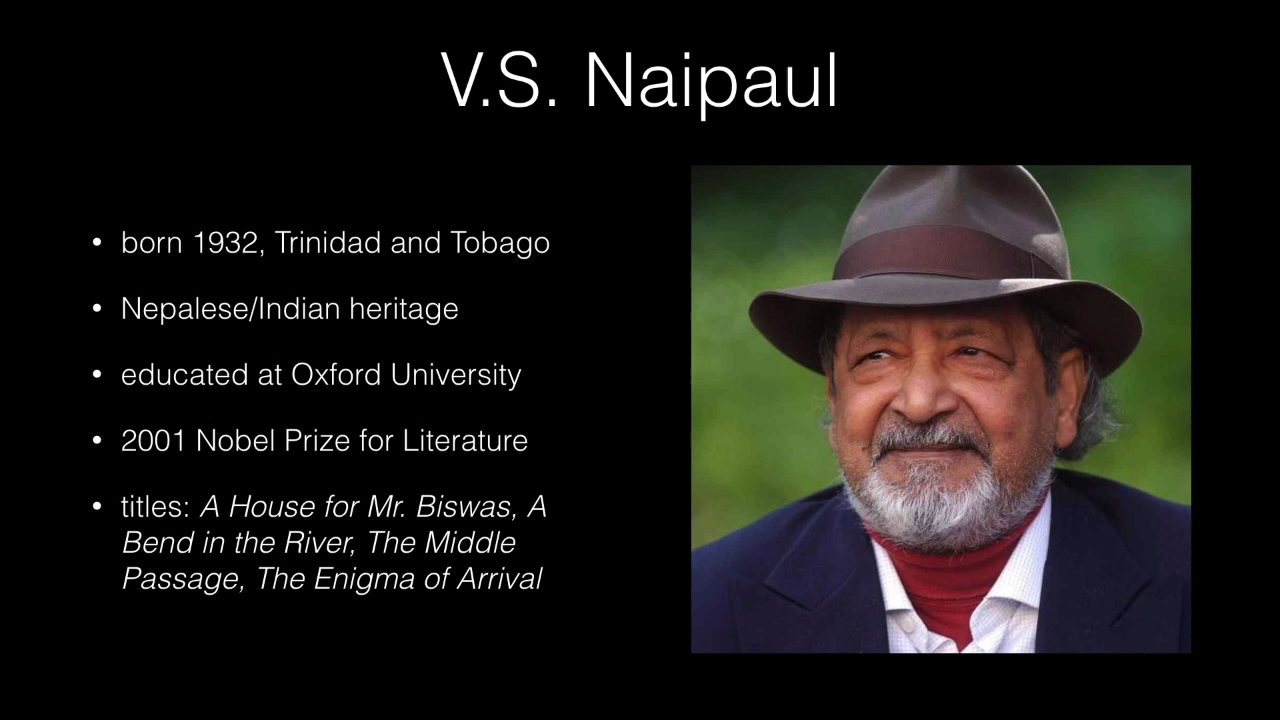 V.S. Naipaul
• born 1932, Trinidad and Tobago
• Nepalese/Indian heritage
• educated at Oxford University
• 2001 Nobel Prize for Literature
• titles: A House for Mr. Biswas, A
Bend in the River, The Middle
Passage, The Enigma of Arrival